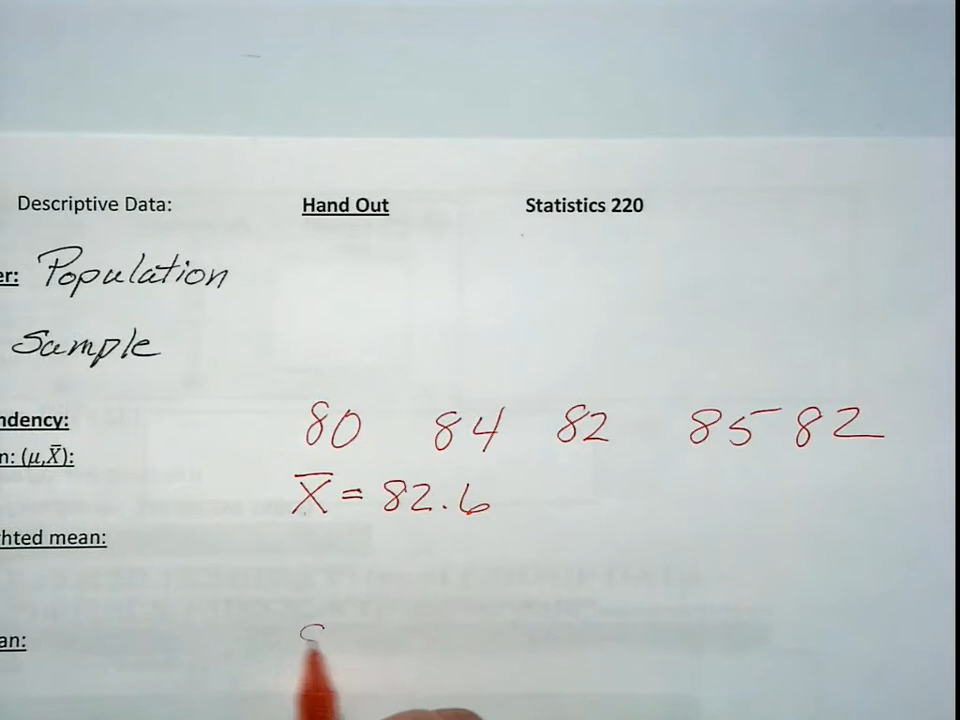 Descriptive Data: Hand Out Statistics 220
er: Population
Sample
ndency: 80 84 82 85 82
n: (μ,X̅):
X̅ = 82.6
hted mean:
an: